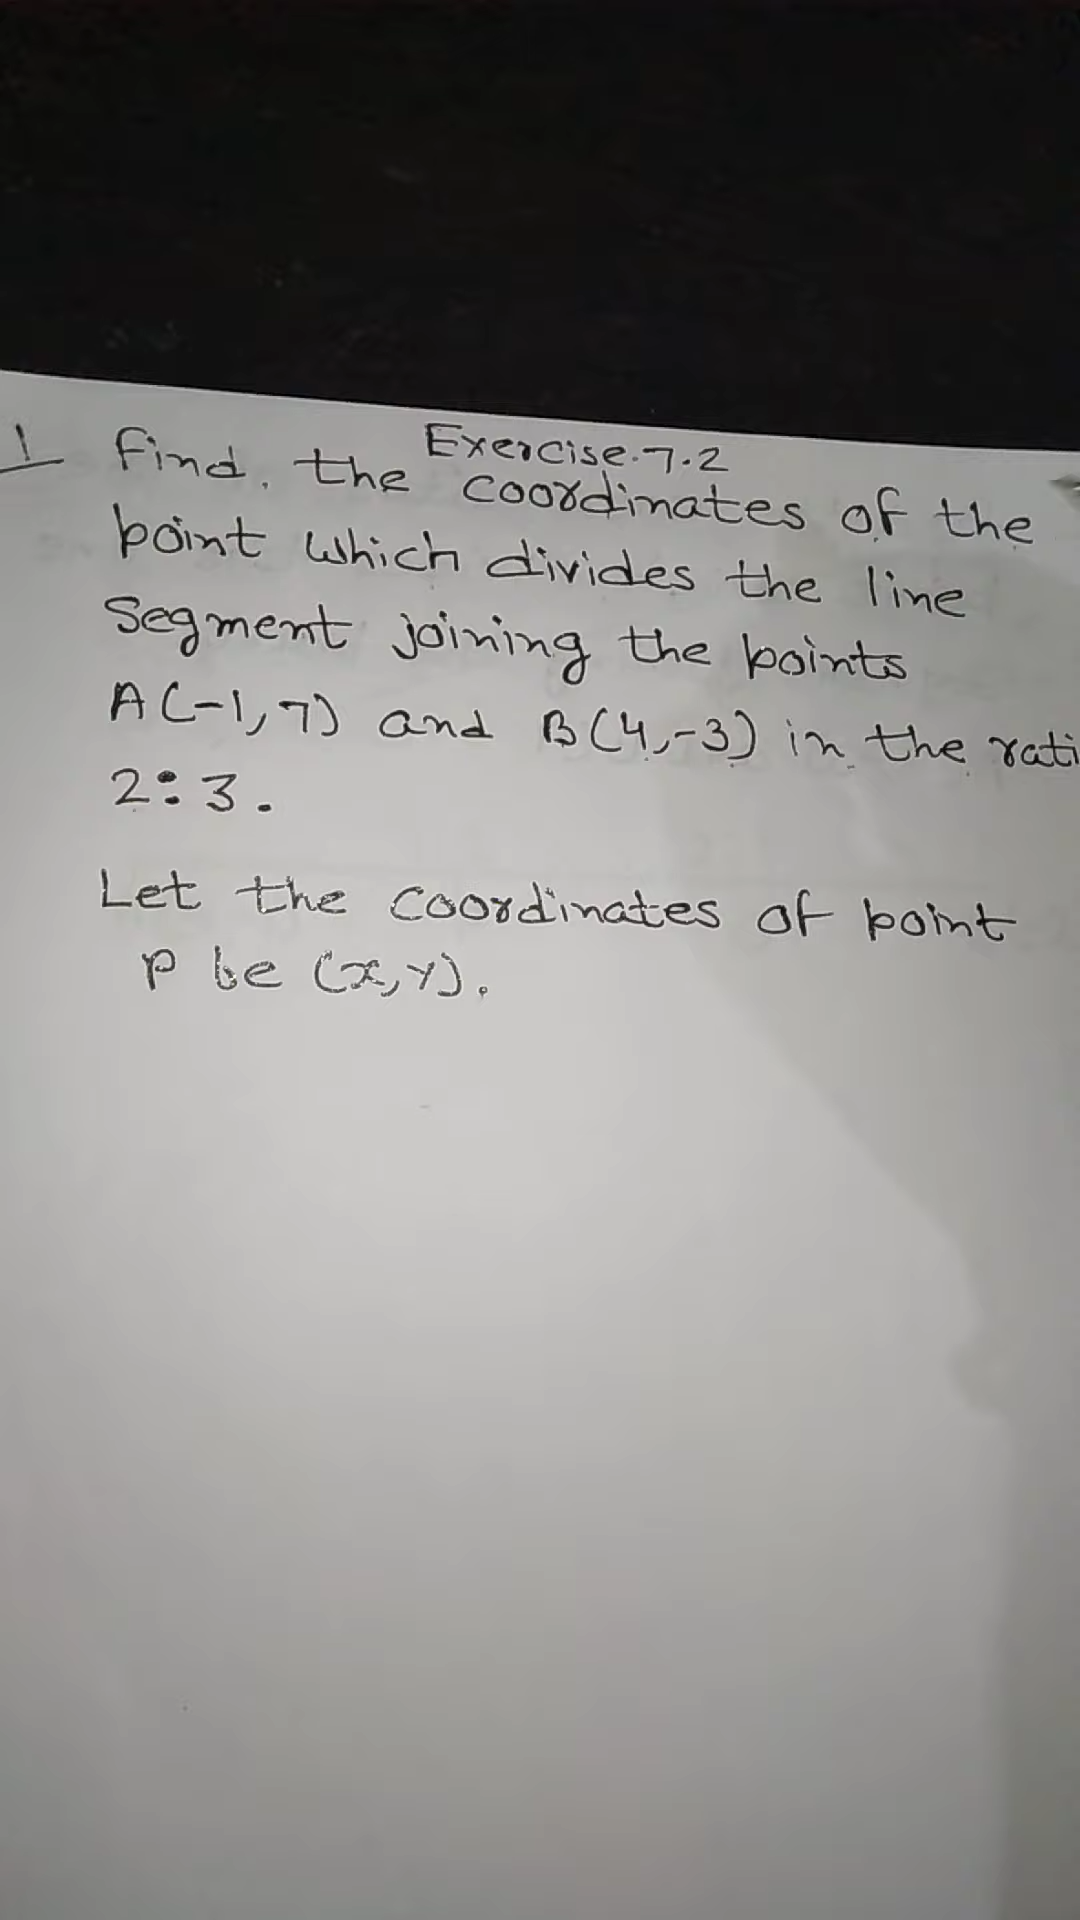 Exercise.7.2
1 Find, the coordinates of the
point which divides the line
Segment joining the points
A(-1,7) and B(4,-3) in the rati
2:3.
Let the coordinates of point
P be (x,y).